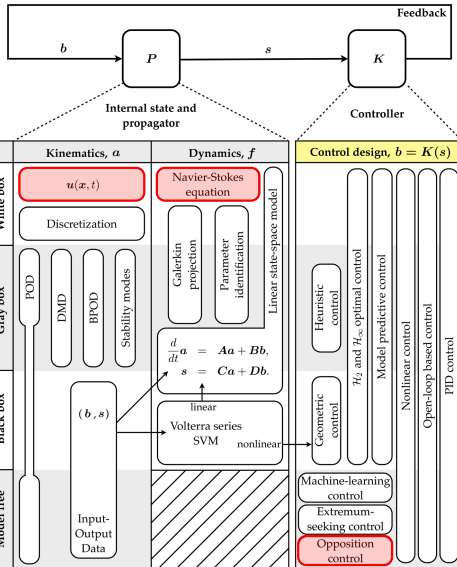 Feedback
b
s
P
K
Internal state and
propagator
Controller
Kinematics, a
Dynamics, f
Control design, b = K(s)
White box
u(x, t)
Navier-Stokes
equation
Discretization
Linear state-space model
Galerkin
projection
Parameter
identification
Gray box
POD
DMD
BPOD
Stability modes
d/dt a = Aa + Bb,
s = Ca + Db.
Heuristic
control
H₂ and H∞ optimal control
Model predictive control
Nonlinear control
Open-loop based control
PID control
Black box
(b, s)
linear
Volterra series
SVM
nonlinear
Geometric
control
Input-
Output
Data
Model free
Machine-learning
control
Extremum-
seeking control
Opposition
control